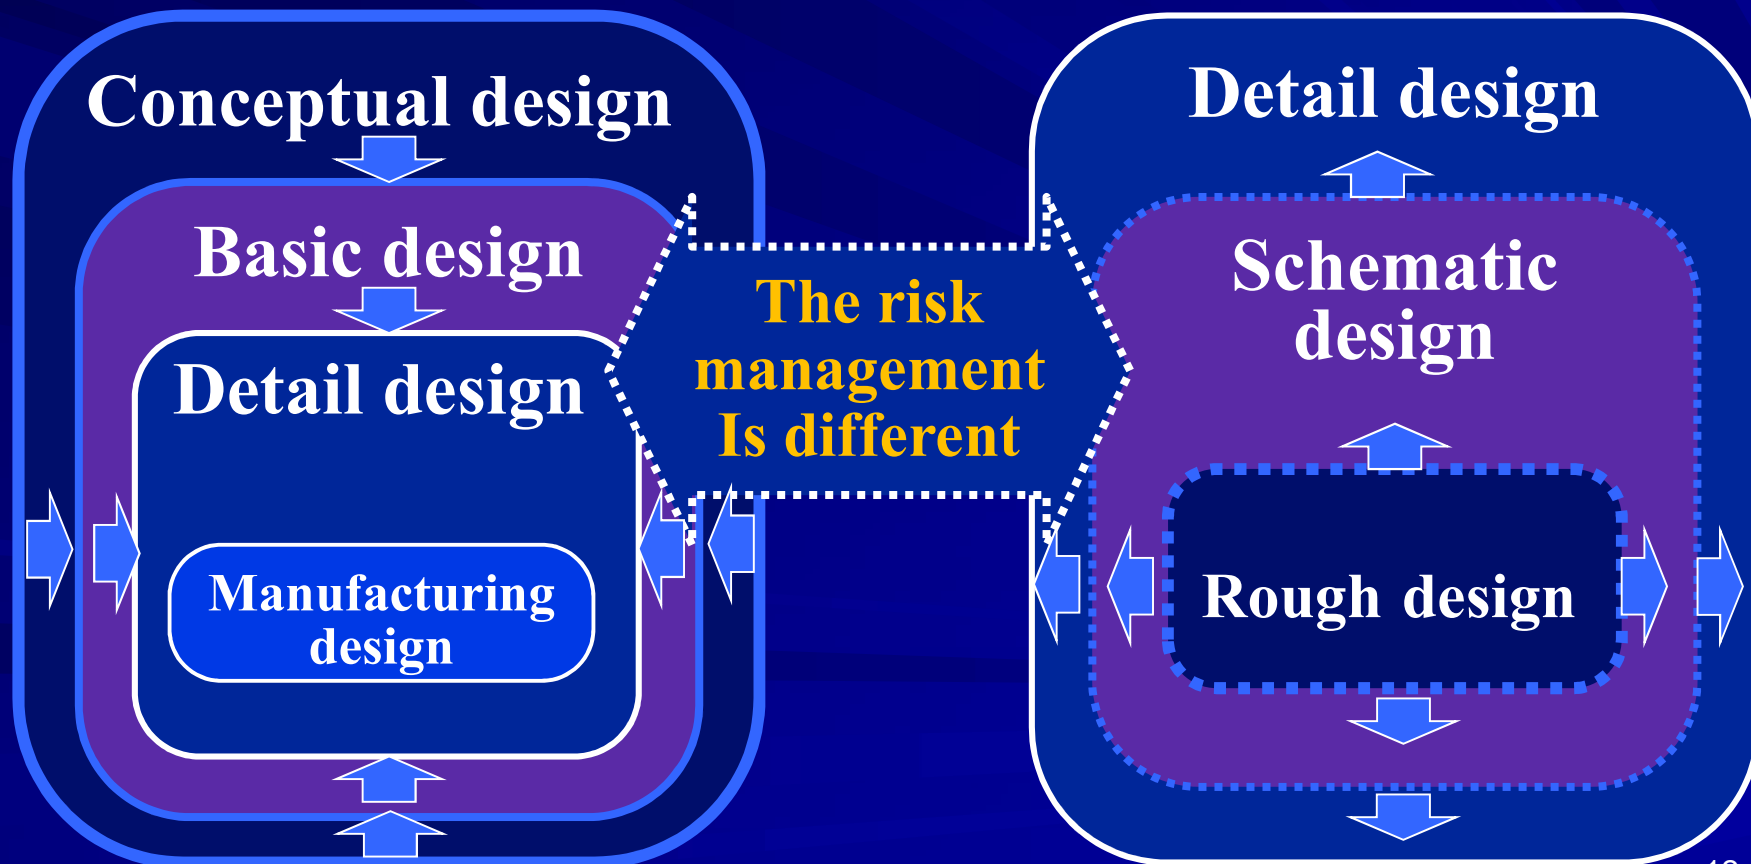 Conceptual design
Basic design
Detail design
Manufacturing
design
The risk
management
Is different
Detail design
Schematic
design
Rough design